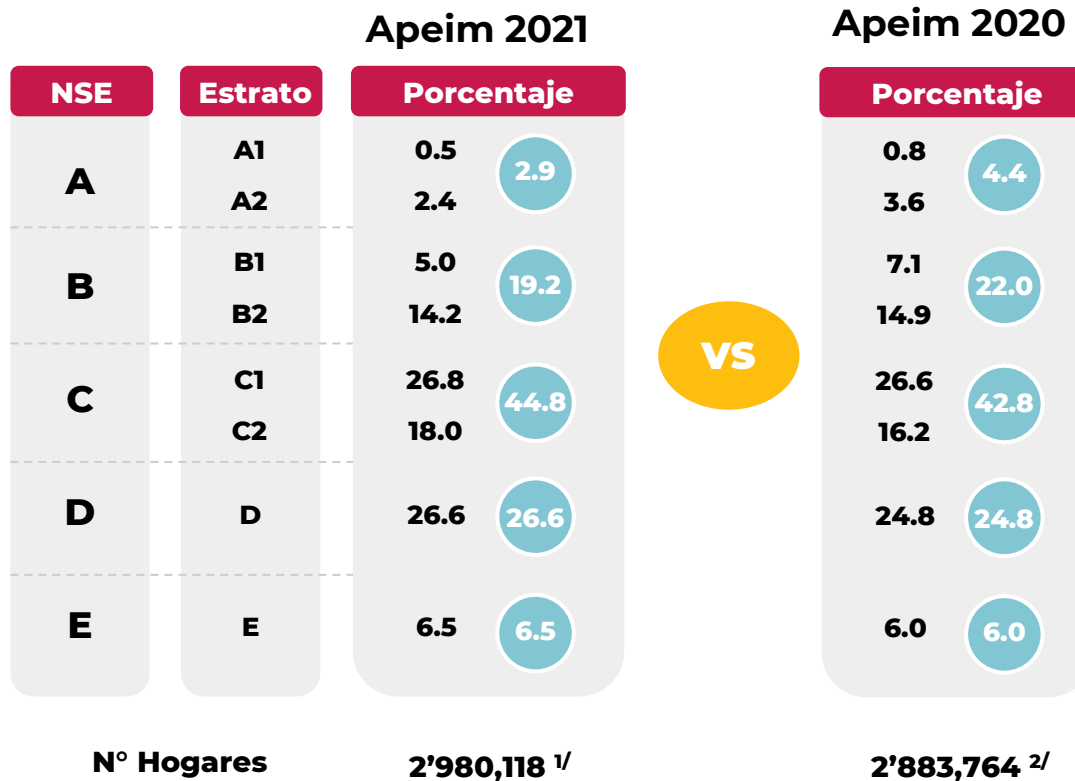 Apeim 2021 Apeim 2020
NSE Estrato Porcentaje Porcentaje
A A1 0.5 2.9 0.8 4.4
A2 2.4 3.6
B B1 5.0 19.2 7.1 22.0
B2 14.2 14.9
VS
C C1 26.8 44.8 26.6 42.8
C2 18.0 16.2
D D 26.6 26.6 24.8 24.8
E E 6.5 6.5 6.0 6.0
N° Hogares 2’980,118 1/ 2’883,764 2/